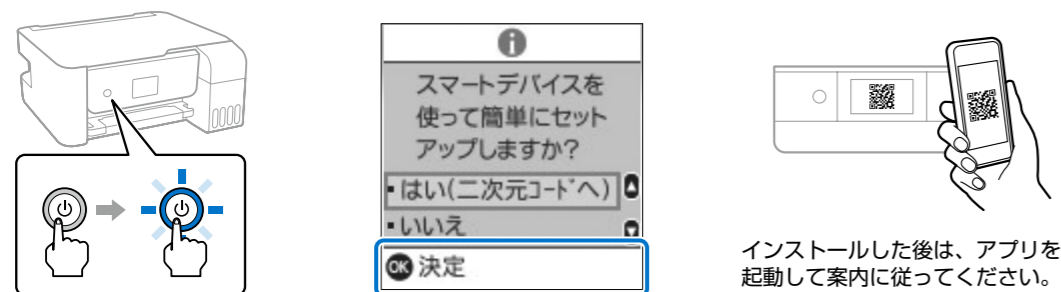 スマートデバイスを
使って簡単にセット
アップしますか?
▪はい(二次元ｺｰﾄﾞへ)
▪いいえ
OK 決定
インストールした後は、アプリを
起動して案内に従ってください。